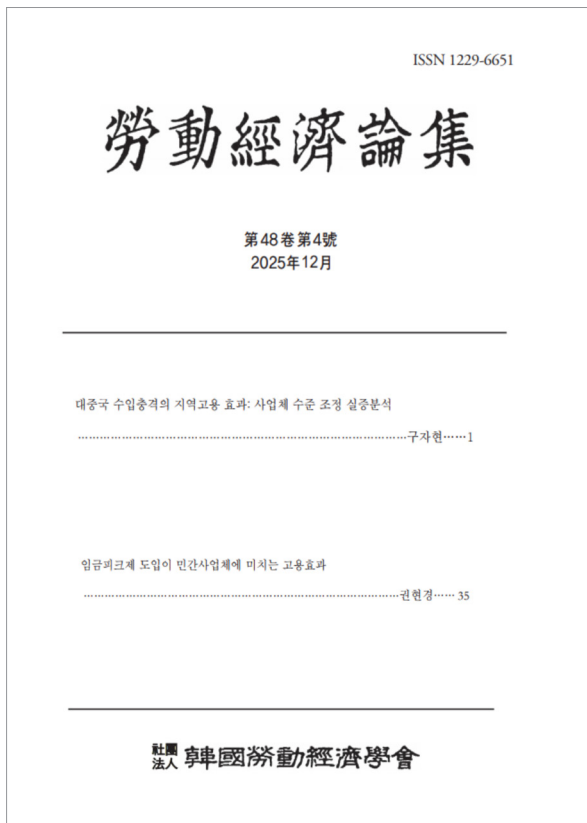 ISSN 1229-6651
勞動經濟論集
第48卷第4號
2025年12月
대중국 수입충격의 지역고용 효과: 사업체 수준 조정 실증분석
……………………………………………………………………………구자현……1
임금피크제 도입이 민간사업체에 미치는 고용효과
…………………………………………………………………………권현경…… 35
社團
法人 韓國勞動經濟學會